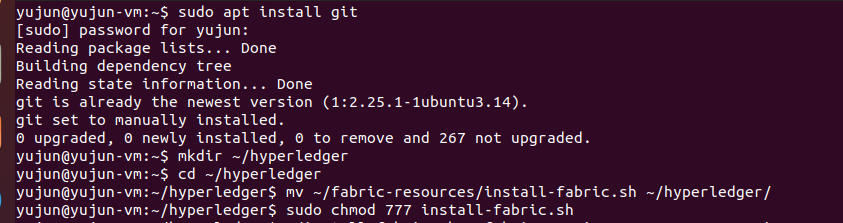 yujun@yujun-vm:~$ sudo apt install git
[sudo] password for yujun:
Reading package lists... Done
Building dependency tree
Reading state information... Done
git is already the newest version (1:2.25.1-1ubuntu3.14).
git set to manually installed.
0 upgraded, 0 newly installed, 0 to remove and 267 not upgraded.
yujun@yujun-vm:~$ mkdir ~/hyperledger
yujun@yujun-vm:~$ cd ~/hyperledger
yujun@yujun-vm:~/hyperledger$ mv ~/fabric-resources/install-fabric.sh ~/hyperledger/
yujun@yujun-vm:~/hyperledger$ sudo chmod 777 install-fabric.sh